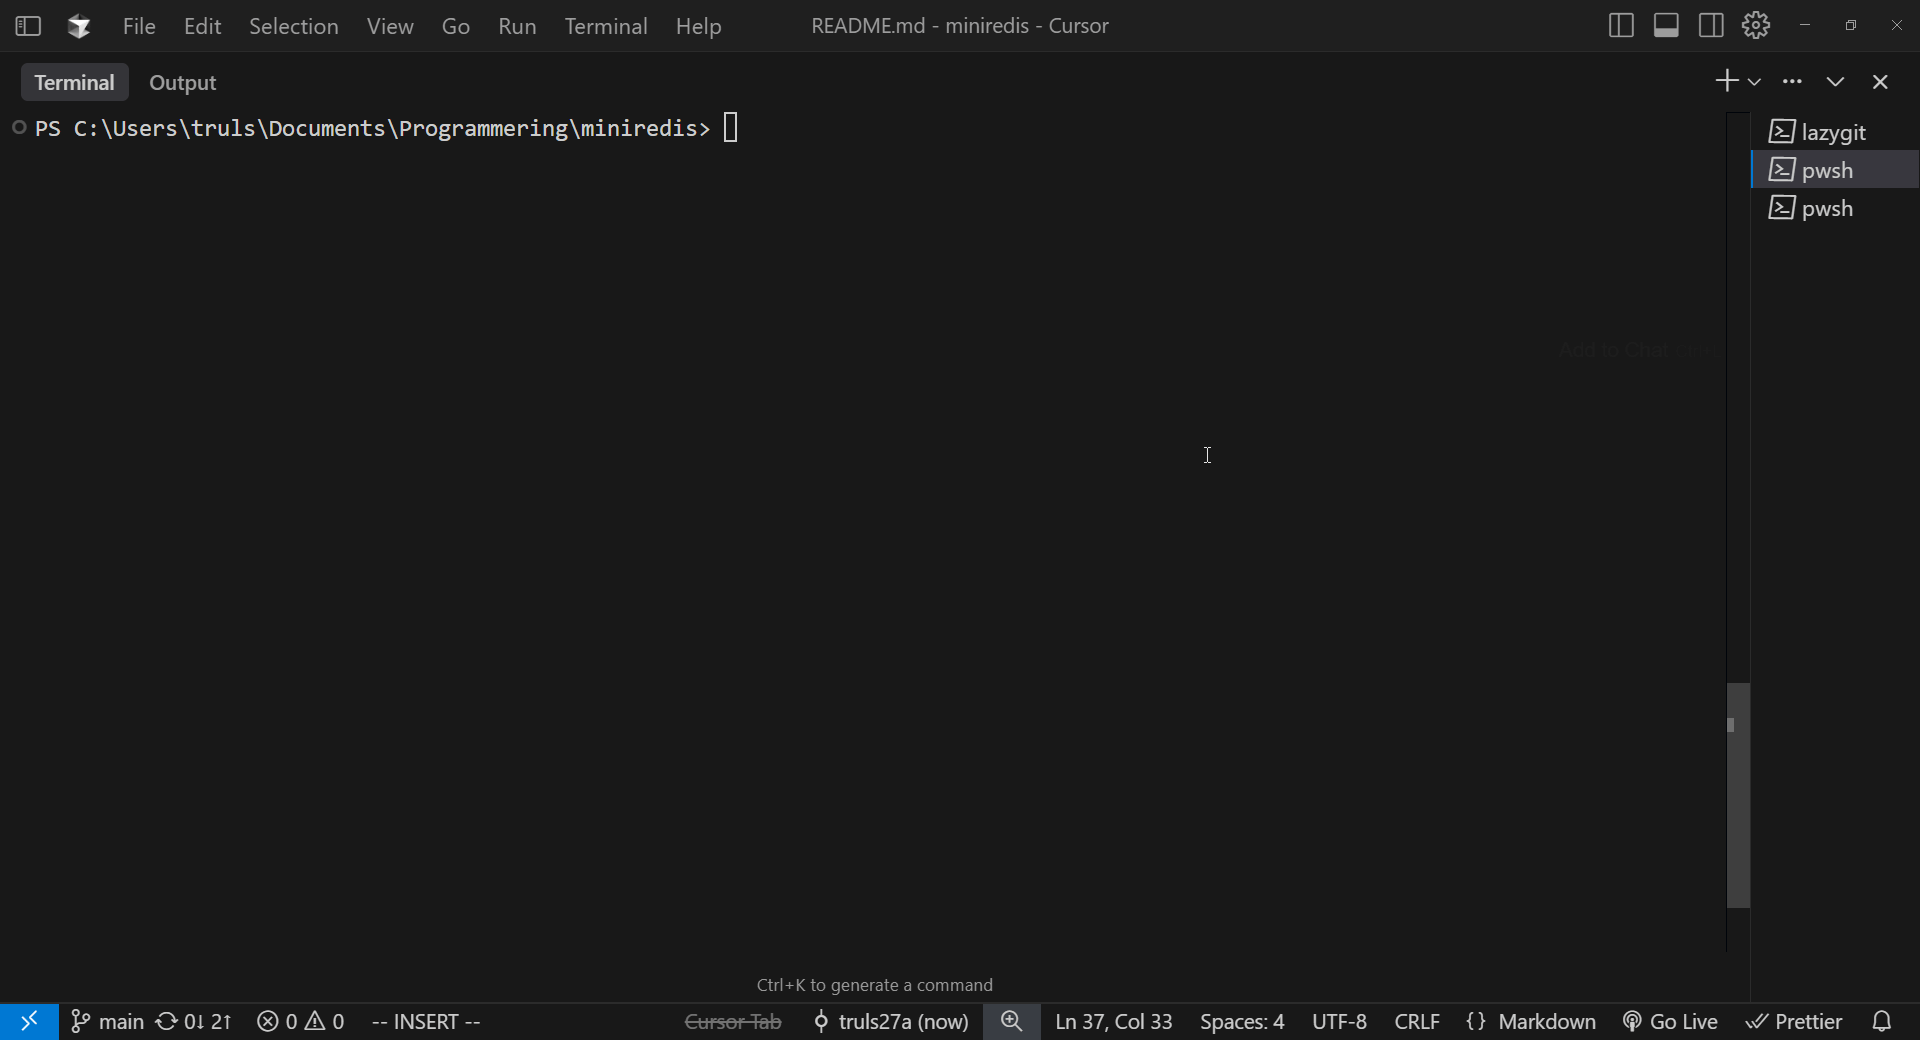 File Edit Selection View Go Run Terminal Help README.md - miniredis - Cursor
Terminal Output
PS C:\Users\truls\Documents\Programmering\miniredis>
lazygit
pwsh
pwsh
Add to Chat
Ctrl+K to generate a command
main 0↓ 2↑ 0 0 -- INSERT -- Cursor Tab truls27a (now) Ln 37, Col 33 Spaces: 4 UTF-8 CRLF {} Markdown Go Live Prettier